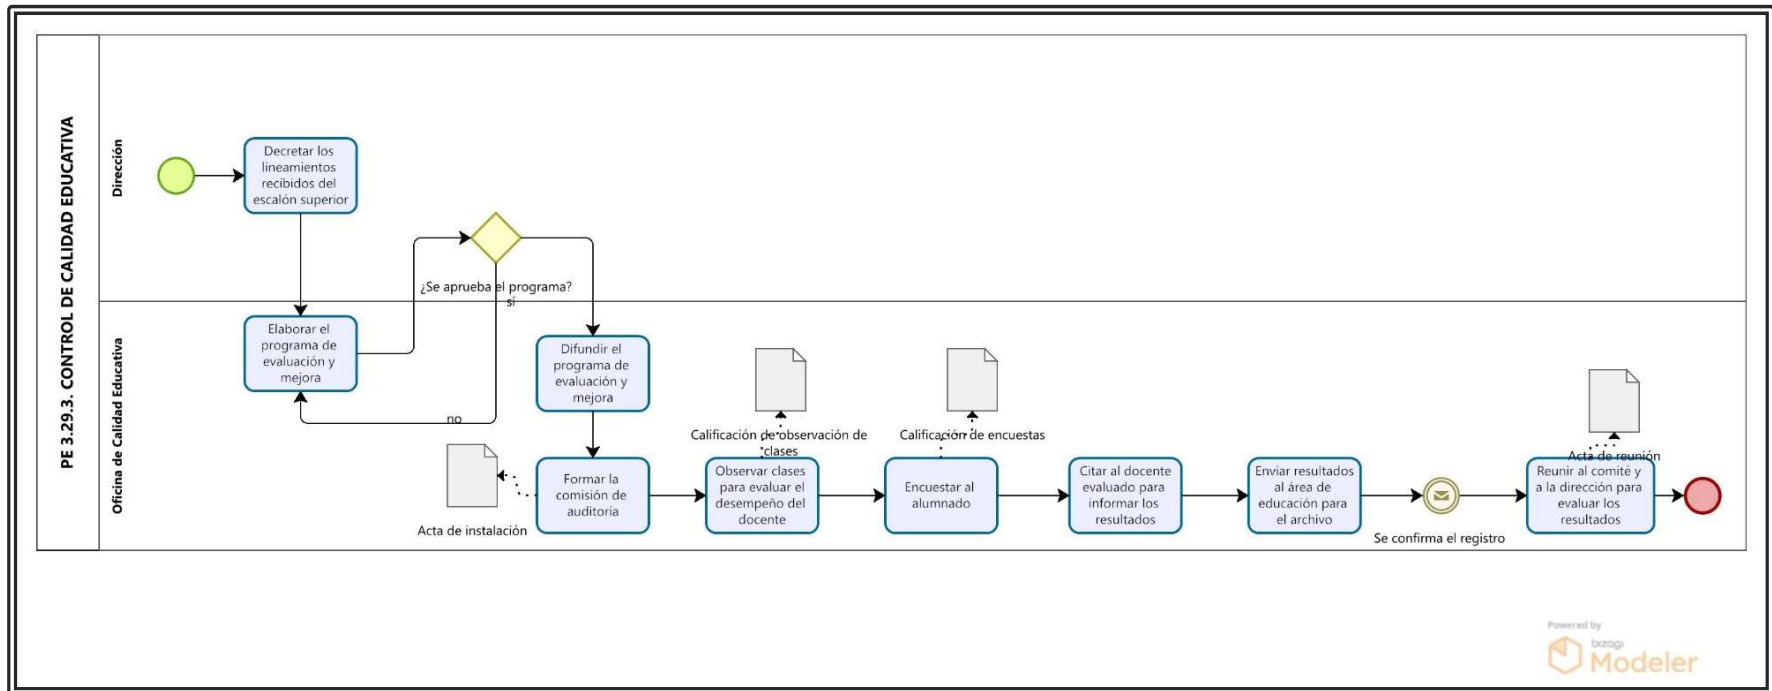 PE 3.29.3. CONTROL DE CALIDAD EDUCATIVA
Dirección
Decretar los
lineamientos
recibidos del
escalón superior
¿Se aprueba el programa?
sí
no
Oficina de Calidad Educativa
Elaborar el
programa de
evaluación y
mejora
Difundir el
programa de
evaluación y
mejora
Acta de instalación
Formar la
comisión de
auditoría
Calificación de observación de
clases
Observar clases
para evaluar el
desempeño del
docente
Calificación de encuestas
Encuestar al
alumnado
Citar al docente
evaluado para
informar los
resultados
Enviar resultados
al área de
educación para
el archivo
Se confirma el registro
Acta de reunión
Reunir al comité y
a la dirección para
evaluar los
resultados
Powered by
bizagi
Modeler